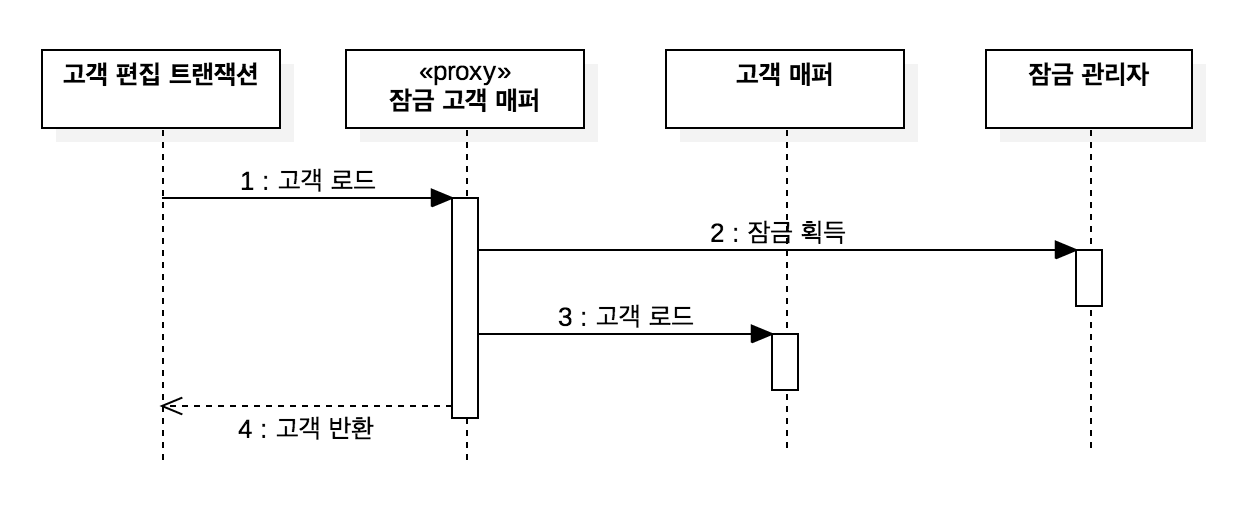 고객 편집 트랜잭션
«proxy»
잠금 고객 매퍼
고객 매퍼
잠금 관리자
1 : 고객 로드
2 : 잠금 획득
3 : 고객 로드
4 : 고객 반환